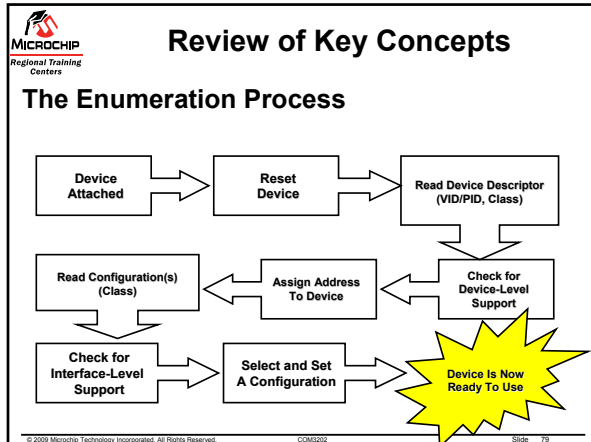 MICROCHIP
Regional Training
Centers
Review of Key Concepts
The Enumeration Process
Device
Attached
Reset
Device
Read Device Descriptor
(VID/PID, Class)
Check for
Device-Level
Support
Assign Address
To Device
Read Configuration(s)
(Class)
Check for
Interface-Level
Support
Select and Set
A Configuration
Device Is Now
Ready To Use
© 2009 Microchip Technology Incorporated. All Rights Reserved.
COM3202
Slide 79